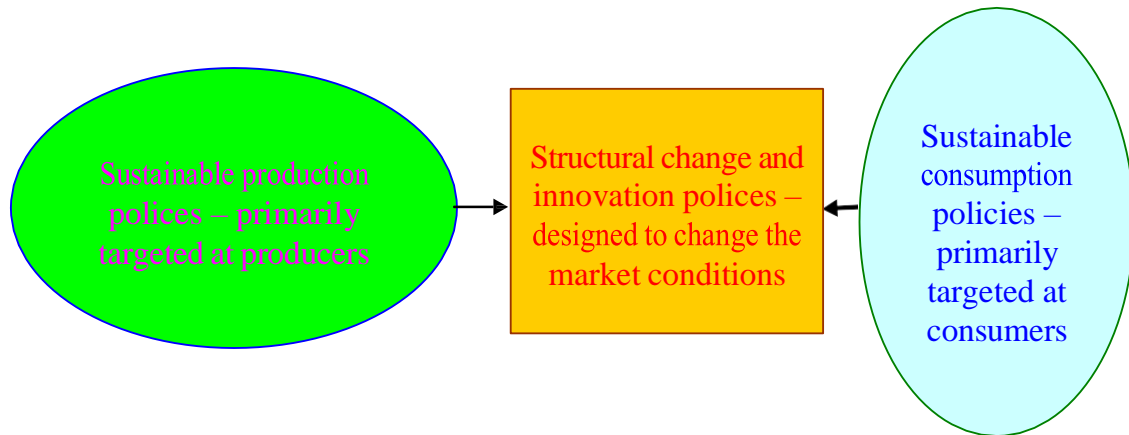 Sustainable production
polices – primarily
targeted at producers
Structural change and
innovation polices –
designed to change the
market conditions
Sustainable
consumption
policies –
primarily
targeted at
consumers